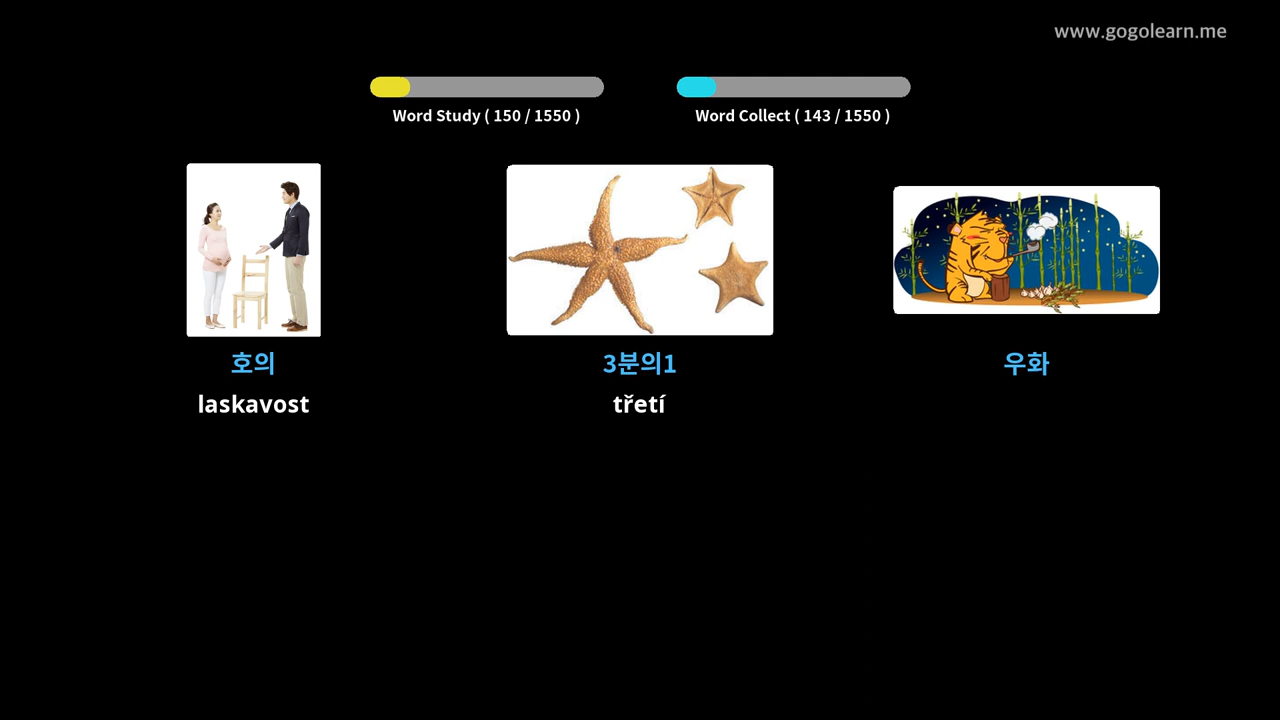 www.gogolearn.me
Word Study ( 150 / 1550 )
Word Collect ( 143 / 1550 )
호의
3분의1
우화
laskavost
třetí